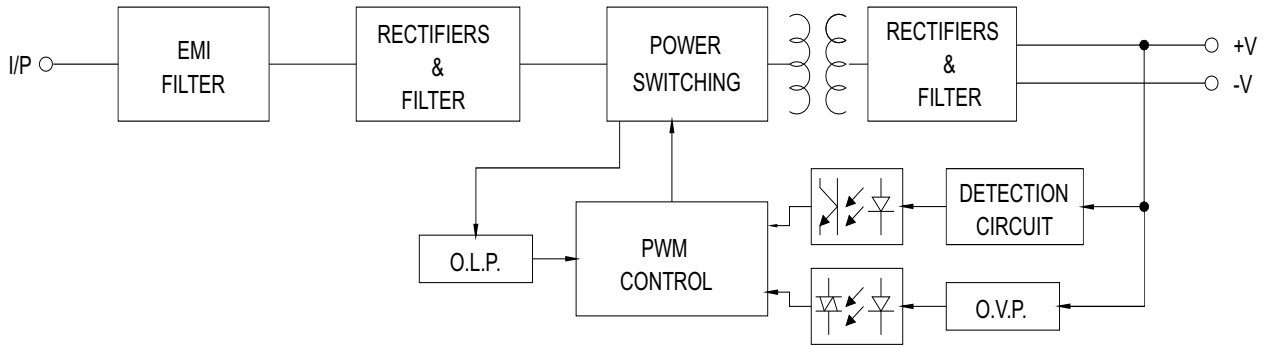 I/P
EMI
FILTER
RECTIFIERS
&
FILTER
POWER
SWITCHING
RECTIFIERS
&
FILTER
+V
-V
O.L.P.
PWM
CONTROL
DETECTION
CIRCUIT
O.V.P.